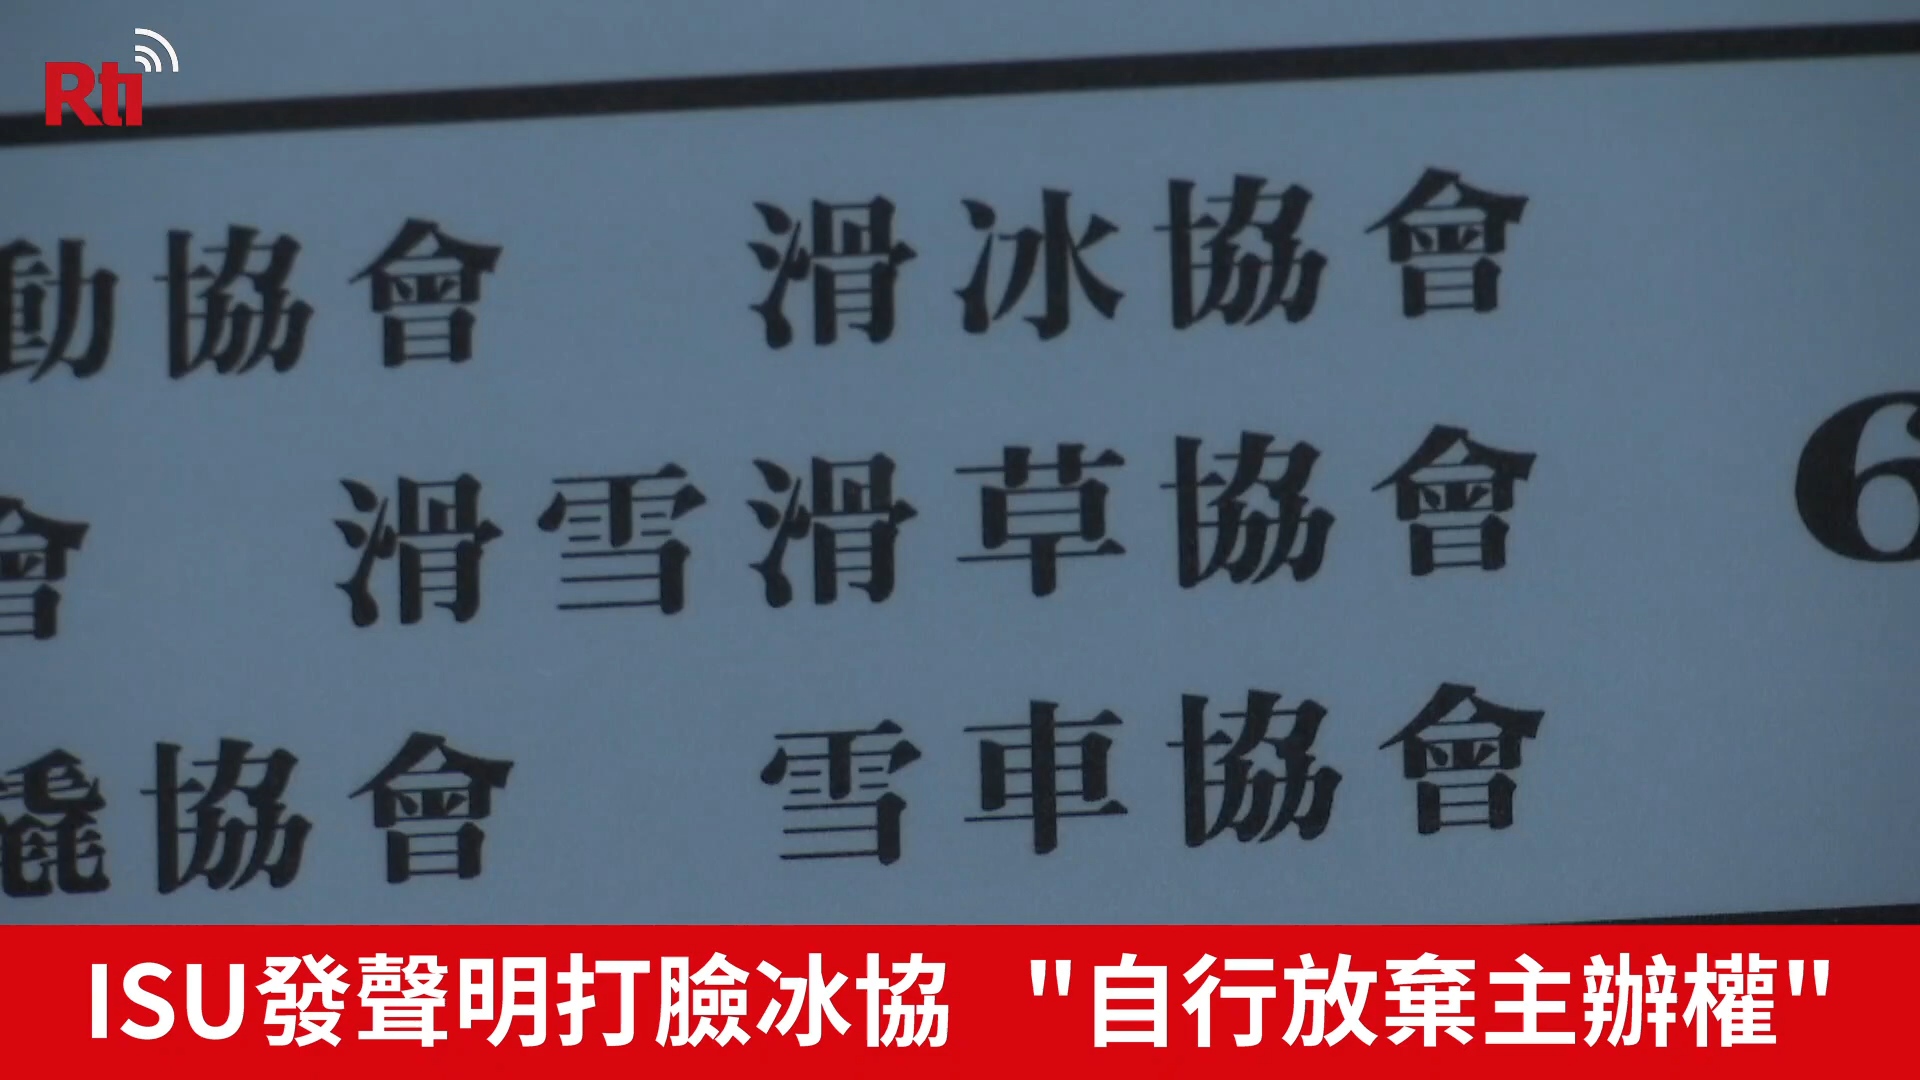 Rti
動協會 滑冰協會
會 滑雪滑草協會 6
橇協會 雪車協會
ISU發聲明打臉冰協 "自行放棄主辦權"